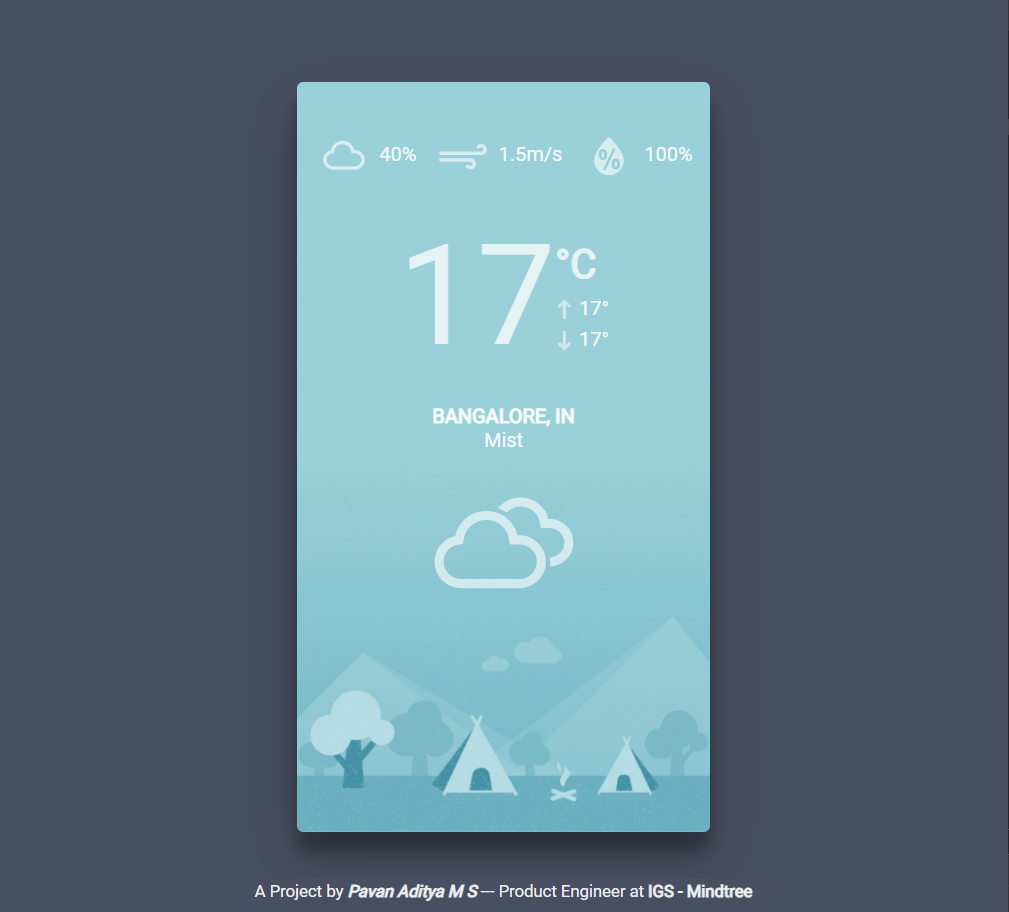 40% 1.5m/s % 100%
17 °C
↑ 17°
↓ 17°
BANGALORE, IN
Mist
A Project by Pavan Aditya M S --- Product Engineer at IGS - Mindtree